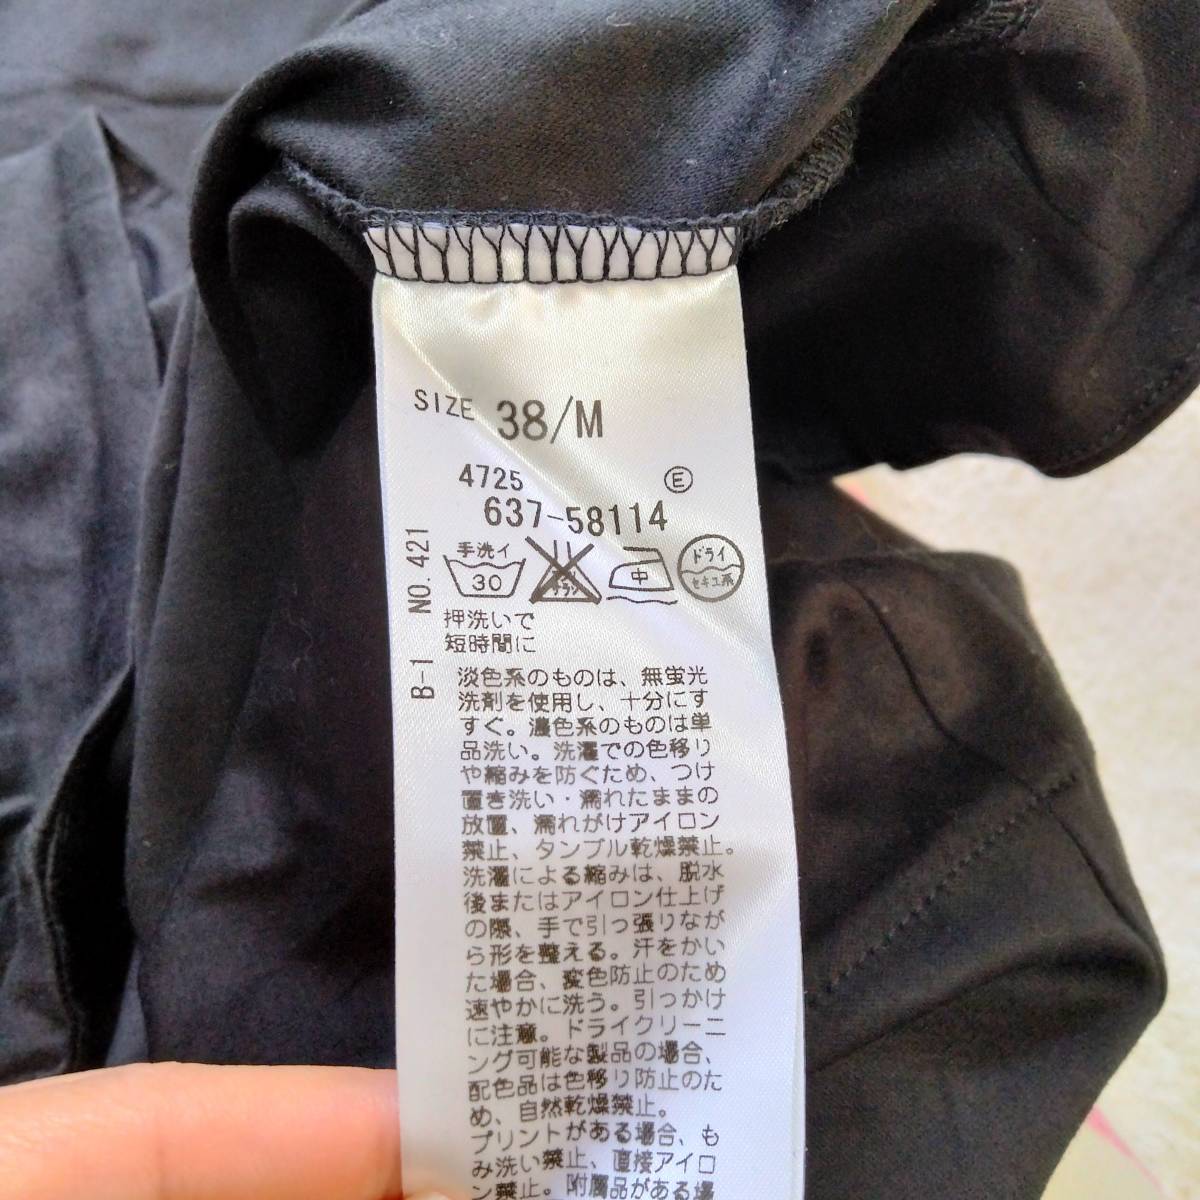 SIZE 38/M
4725 Ⓔ
637-58114
B-1 NO.421
手洗イ
30
中
ドライ
セキユ系
押洗いで
短時間に
淡色系のものは、無蛍光
洗剤を使用し、十分にす
すぐ。濃色系のものは単
品洗い。洗濯での色移り
や縮みを防ぐため、つけ
置き洗い・濡れたままの
放置、濡れがけアイロン
禁止、タンブル乾燥禁止。
洗濯による縮みは、脱水
後またはアイロン仕上げ
の際、手で引っ張りなが
ら形を整える。汗をかい
た場合、変色防止のため
速やかに洗う。引っかけ
に注意。ドライクリーニ
ング可能な製品の場合、
配色品は色移り防止のた
め、自然乾燥禁止。
プリントがある場合、も
み洗い禁止、直接アイロ
ン禁止。附属品がある場